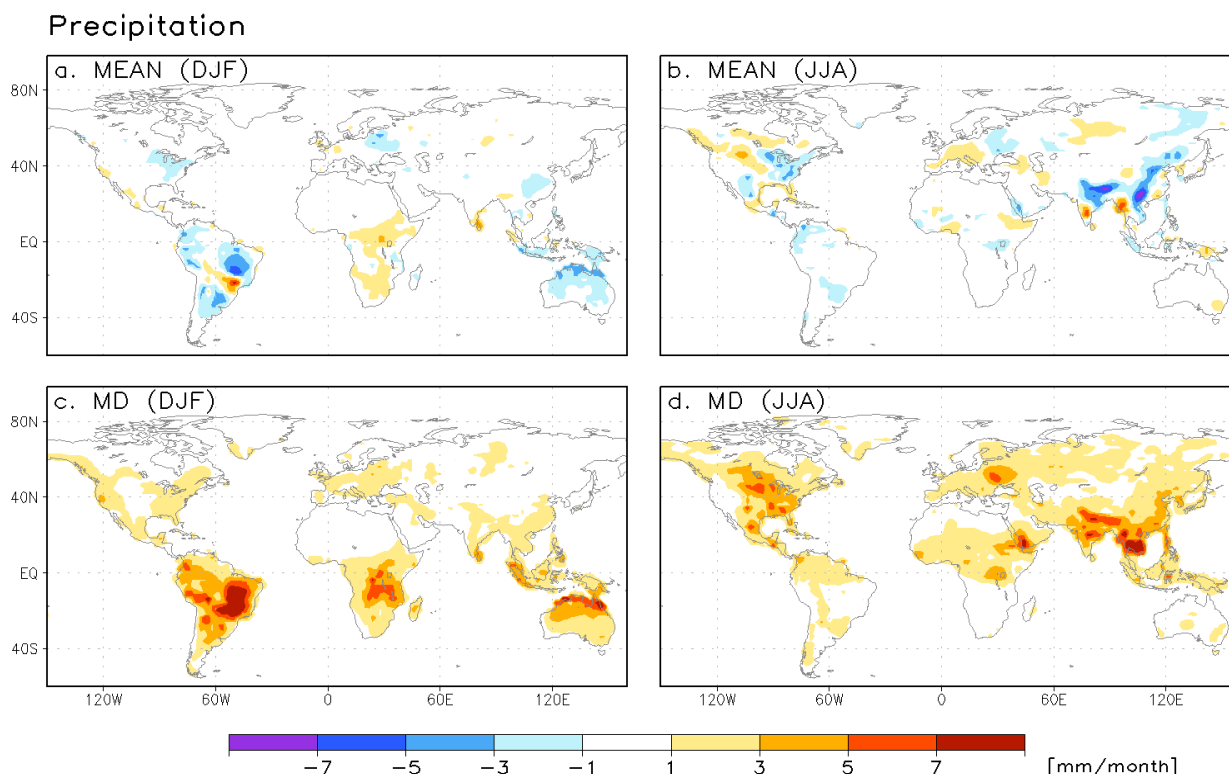 Precipitation
a. MEAN (DJF)
b. MEAN (JJA)
80N
40N
EQ
40S
c. MD (DJF)
d. MD (JJA)
80N
40N
EQ
40S
120W 60W 0 60E 120E
120W 60W 0 60E 120E
-7 -5 -3 -1 1 3 5 7 [mm/month]